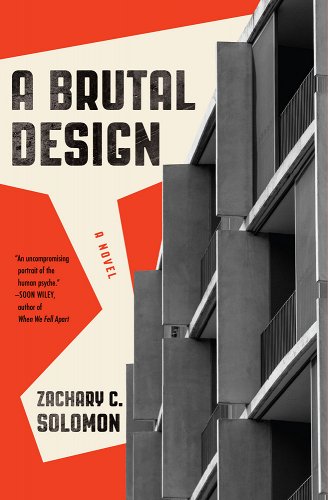 A BRUTAL
DESIGN
A NOVEL
"An uncompromising
portrait of the
human psyche."
—SOON WILEY,
author of
When We Fell Apart
ZACHARY C.
SOLOMON